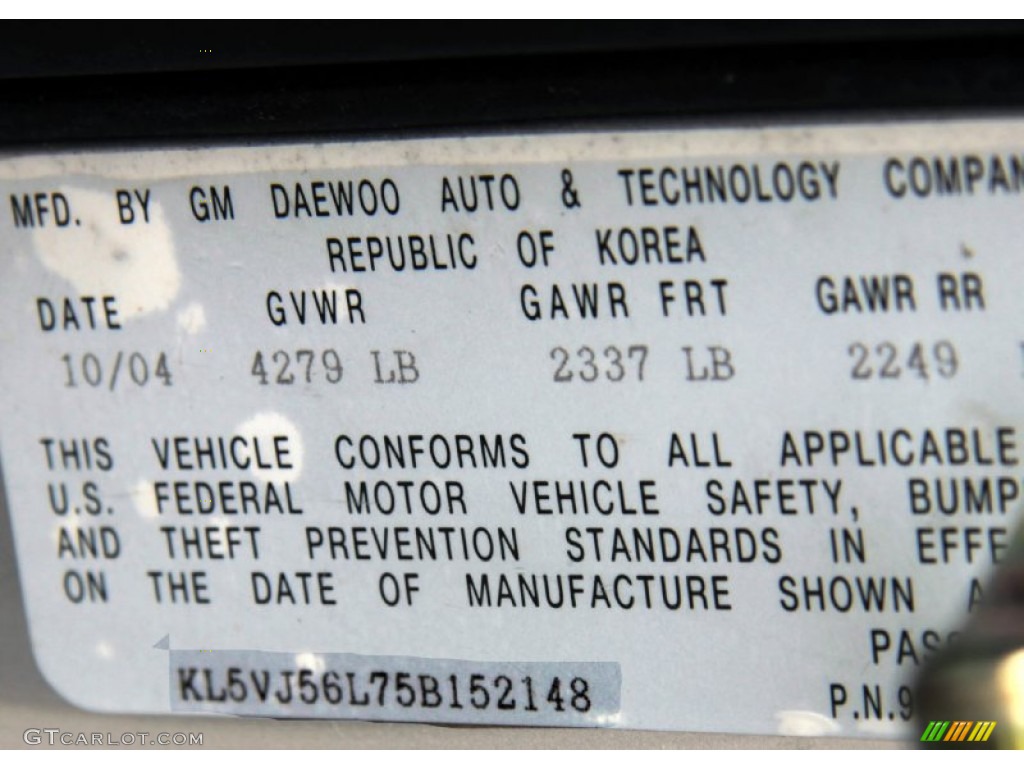 MFD. BY GM DAEWOO AUTO & TECHNOLOGY COMPAN
REPUBLIC OF KOREA
DATE GVWR GAWR FRT GAWR RR
10/04 4279 LB 2337 LB 2249
THIS VEHICLE CONFORMS TO ALL APPLICABLE
U.S. FEDERAL MOTOR VEHICLE SAFETY, BUMP
AND THEFT PREVENTION STANDARDS IN EFFE
ON THE DATE OF MANUFACTURE SHOWN A
PAS
KL5VJ56L75B152148 P.N.9
GTCARLOT.COM